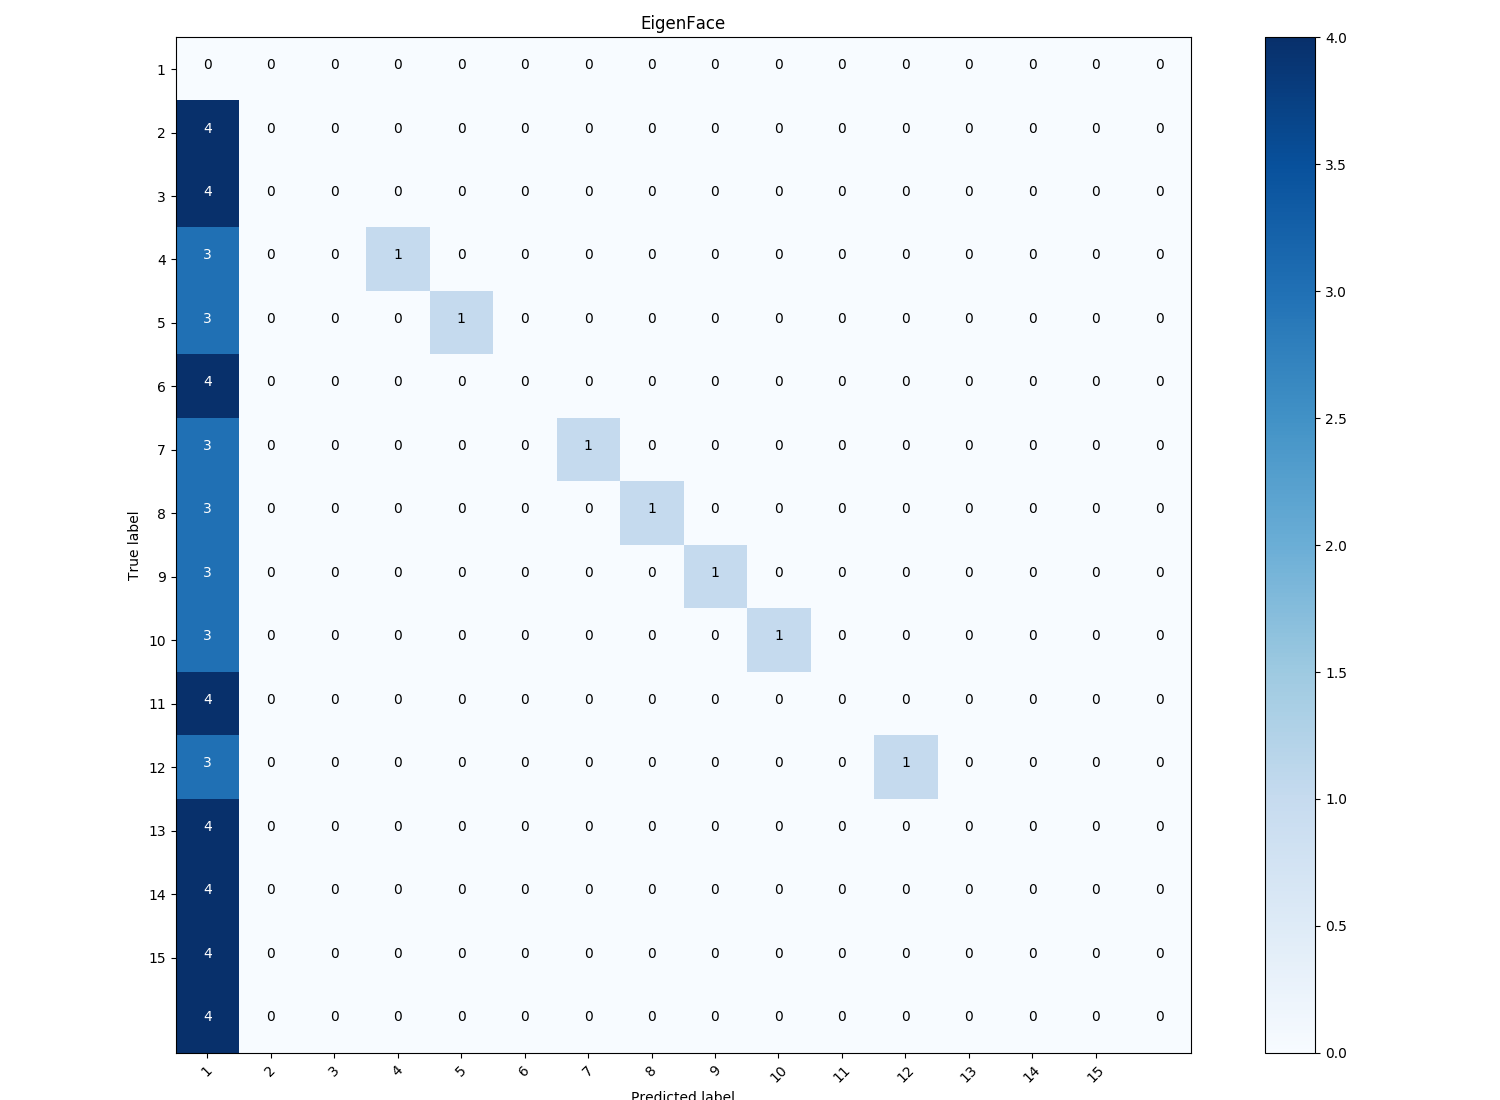 EigenFace
1 0 0 0 0 0 0 0 0 0 0 0 0 0 0 0 0
2 4 0 0 0 0 0 0 0 0 0 0 0 0 0 0 0
3 4 0 0 0 0 0 0 0 0 0 0 0 0 0 0 0
4 3 0 0 1 0 0 0 0 0 0 0 0 0 0 0 0
5 3 0 0 0 1 0 0 0 0 0 0 0 0 0 0 0
6 4 0 0 0 0 0 0 0 0 0 0 0 0 0 0 0
7 3 0 0 0 0 0 1 0 0 0 0 0 0 0 0 0
8 3 0 0 0 0 0 0 1 0 0 0 0 0 0 0 0
9 3 0 0 0 0 0 0 0 1 0 0 0 0 0 0 0
10 3 0 0 0 0 0 0 0 0 1 0 0 0 0 0 0
11 4 0 0 0 0 0 0 0 0 0 0 0 0 0 0 0
12 3 0 0 0 0 0 0 0 0 0 0 1 0 0 0 0
13 4 0 0 0 0 0 0 0 0 0 0 0 0 0 0 0
14 4 0 0 0 0 0 0 0 0 0 0 0 0 0 0 0
15 4 0 0 0 0 0 0 0 0 0 0 0 0 0 0 0
4 0 0 0 0 0 0 0 0 0 0 0 0 0 0 0
1 2 3 4 5 6 7 8 9 10 11 12 13 14 15
True label
Predicted label
4.0
3.5
3.0
2.5
2.0
1.5
1.0
0.5
0.0